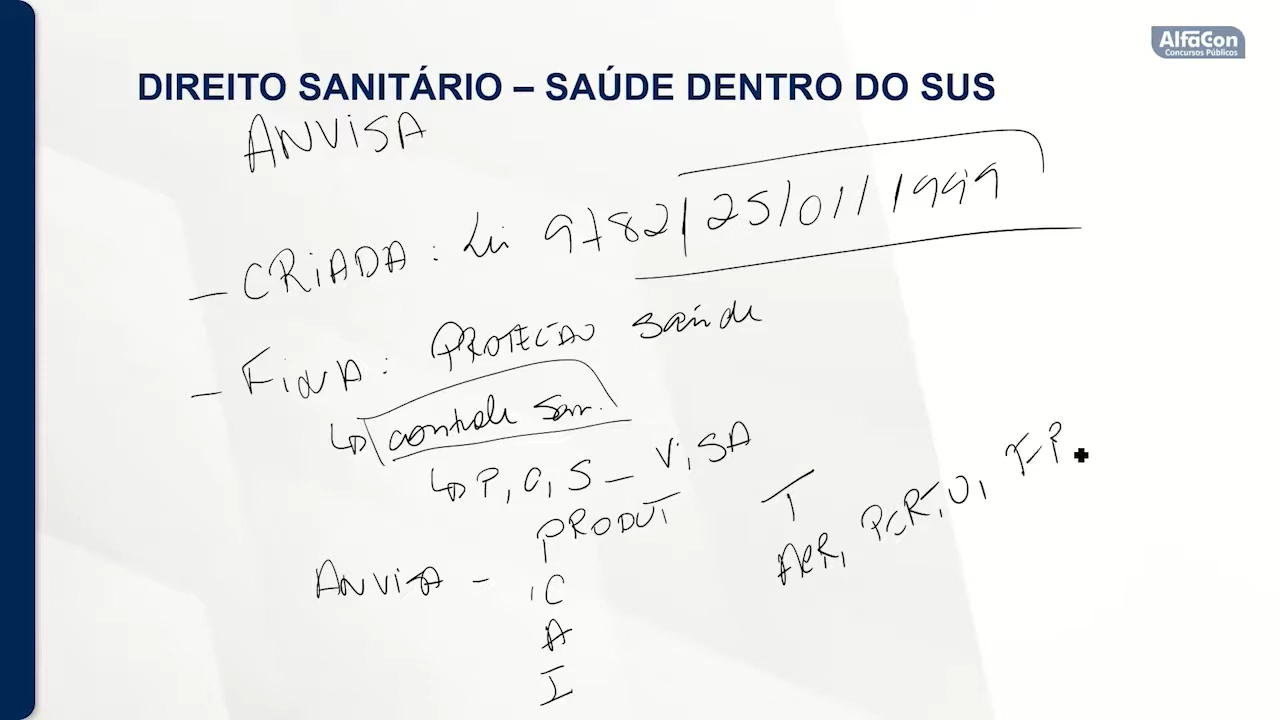 AlfaCon
Concursos Públicos
DIREITO SANITÁRIO – SAÚDE DENTRO DO SUS
ANVISA
– CRIADA: Lei 9782 | 25/01/1999
– FINA: PROTEÇÃO Saúde
↳ controle San.
↳ P, C, S – VISA
PRODUT T
ARR, PORT, U,
ANVISA –
C
A
I